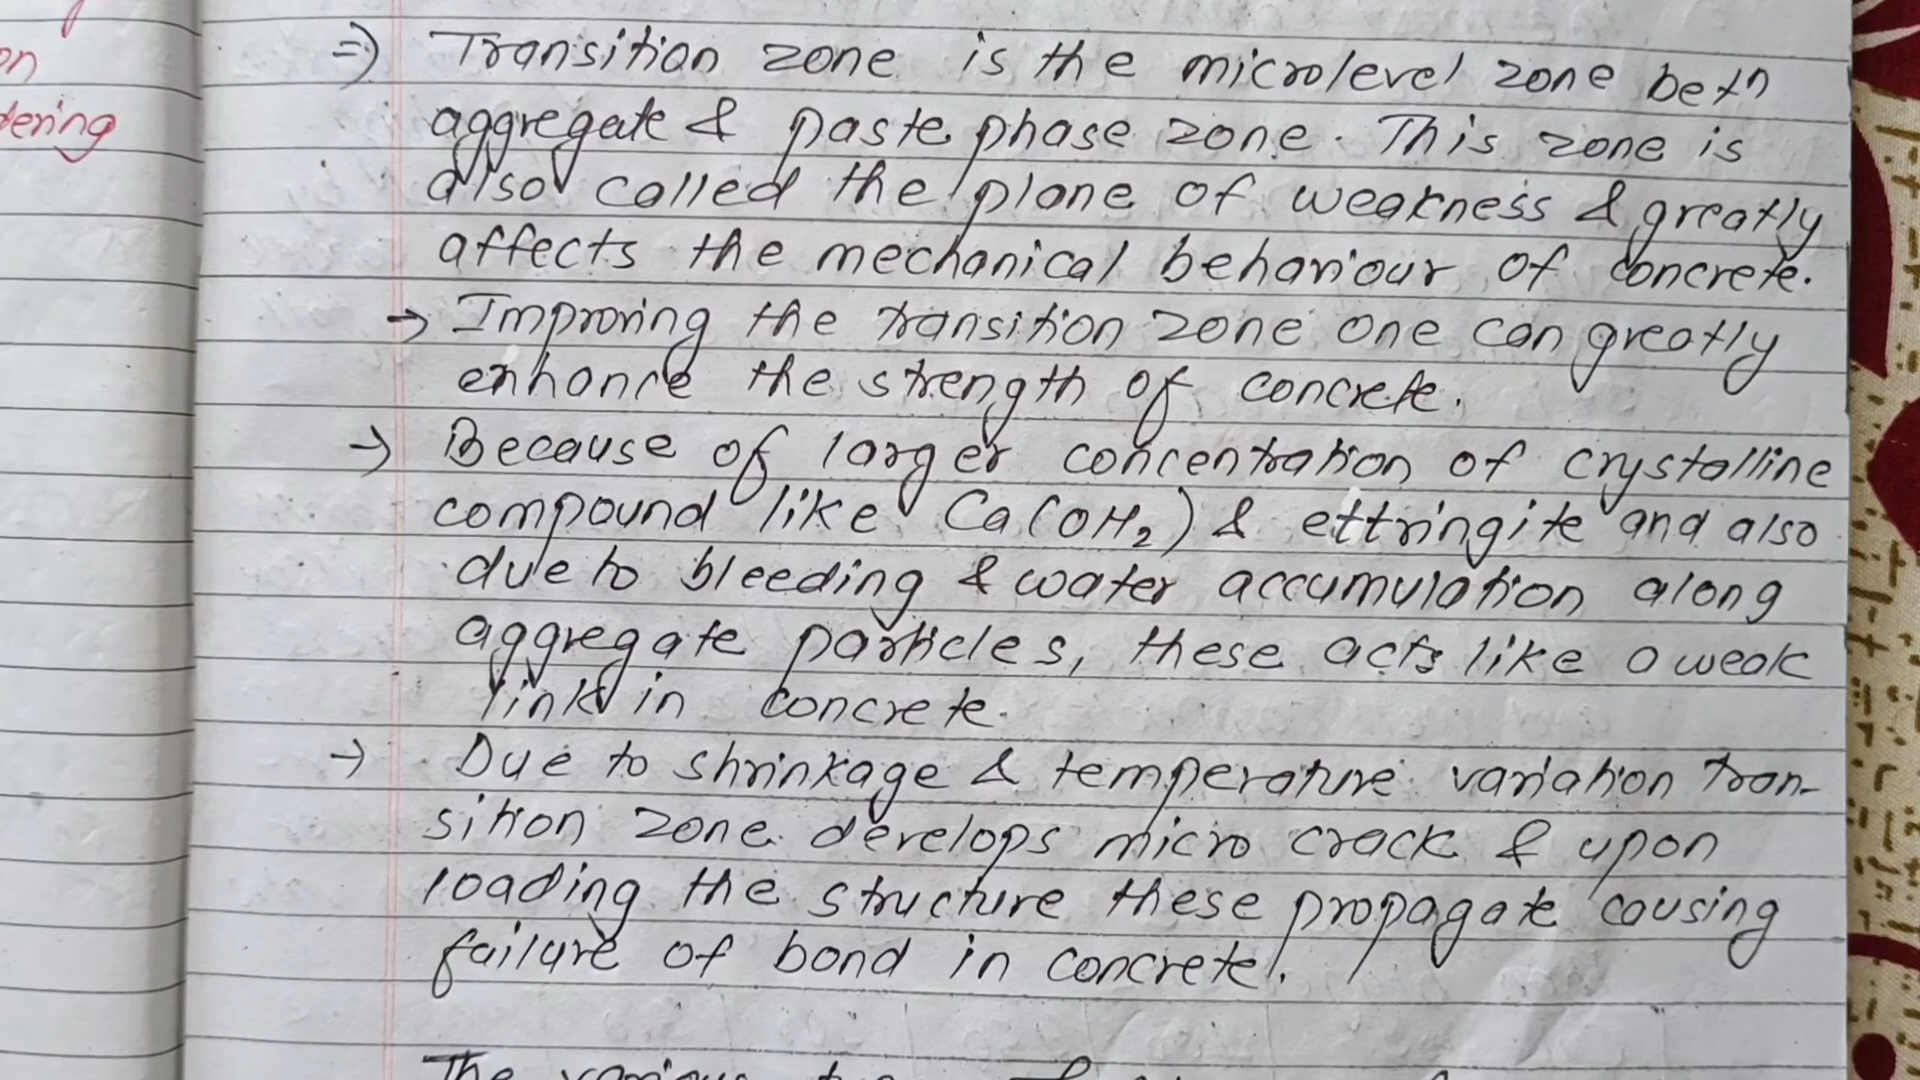 on
dering
⇒) Transition zone is the microlevel zone betn
aggregate & paste phase zone. This zone is
also called the plane of weakness & greatly
affects the mechanical behaviour of concrete.
→ Improving the transition zone one can greatly
enhance the strength of concrete.
→ Because of larger concentration of crystalline
compound like Ca(OH₂) & ettringite and also
due to bleeding & water accumulation along
aggregate particles, these acts like a weak
link in concrete.
→ Due to shrinkage & temperature variation tran-
sition zone develops micro crack & upon
loading the structure these propagate causing
failure of bond in concrete.
The various